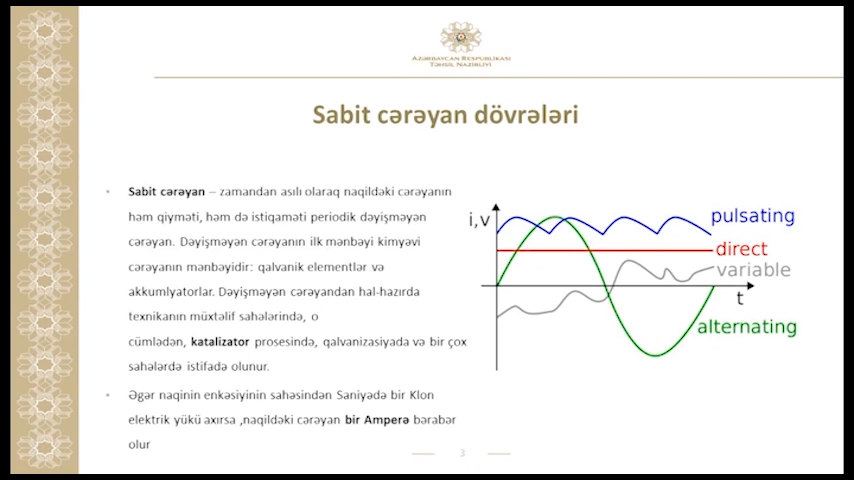 AZƏRBAYCAN RESPUBLİKASI
TƏHSİL NAZİRLİYİ
Sabit cərəyan dövrələri
• Sabit cərəyan – zamandan asılı olaraq naqildəki cərəyanın
həm qiyməti, həm də istiqaməti periodik dəyişməyən
cərəyan. Dəyişməyən cərəyanın ilk mənbəyi kimyəvi
cərəyanın mənbəyidir: qalvanik elementlər və
akkumlyatorlar. Dəyişməyən cərəyandan hal-hazırda
texnikanın müxtəlif sahələrində, o
cümlədən, katalizator prosesində, qalvanizasiyada və bir çox
sahələrdə istifadə olunur.
• Əgər naqinin enkəsiyinin sahəsindən Saniyədə bir Klon
elektrik yükü axırsa ,naqildəki cərəyan bir Amperə bərabər
olur
i,v
pulsating
direct
variable
t
alternating
3